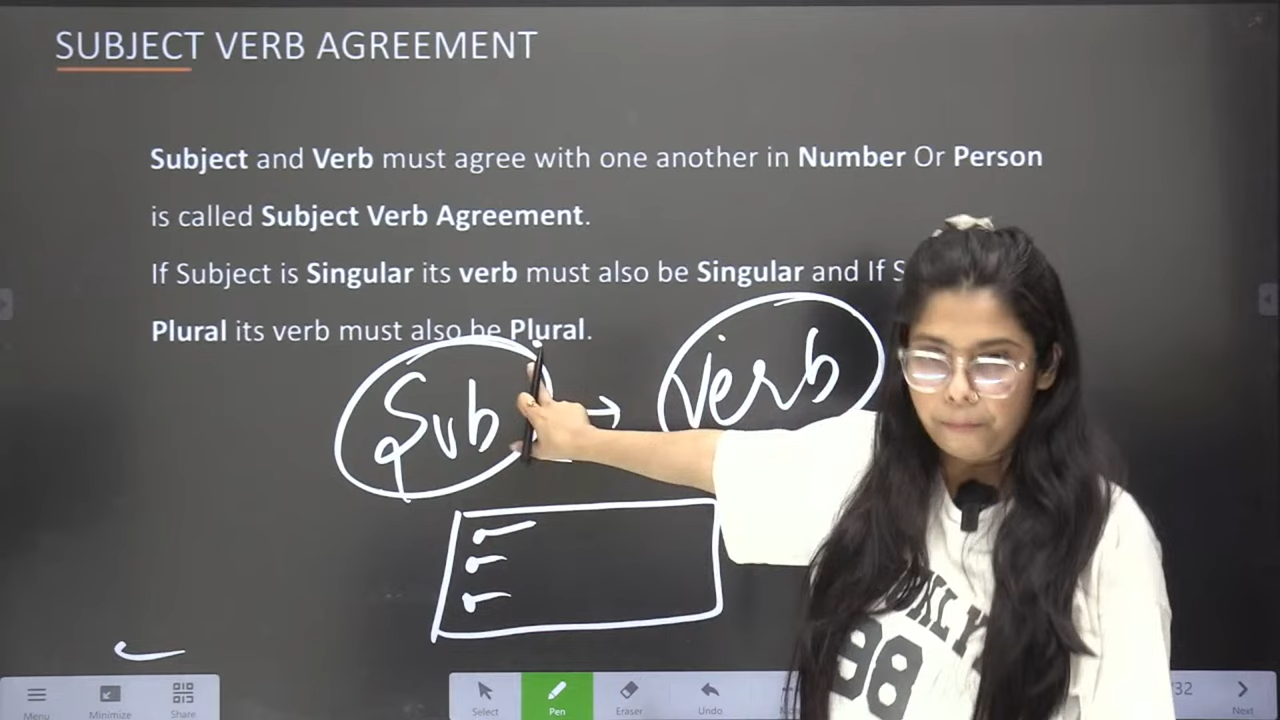 SUBJECT VERB AGREEMENT
Subject and Verb must agree with one another in Number Or Person
is called Subject Verb Agreement.
If Subject is Singular its verb must also be Singular and If S
Plural its verb must also be Plural.
Sub → Verb
98
Menu Minimize Share Select Pen Eraser Undo /32 Next